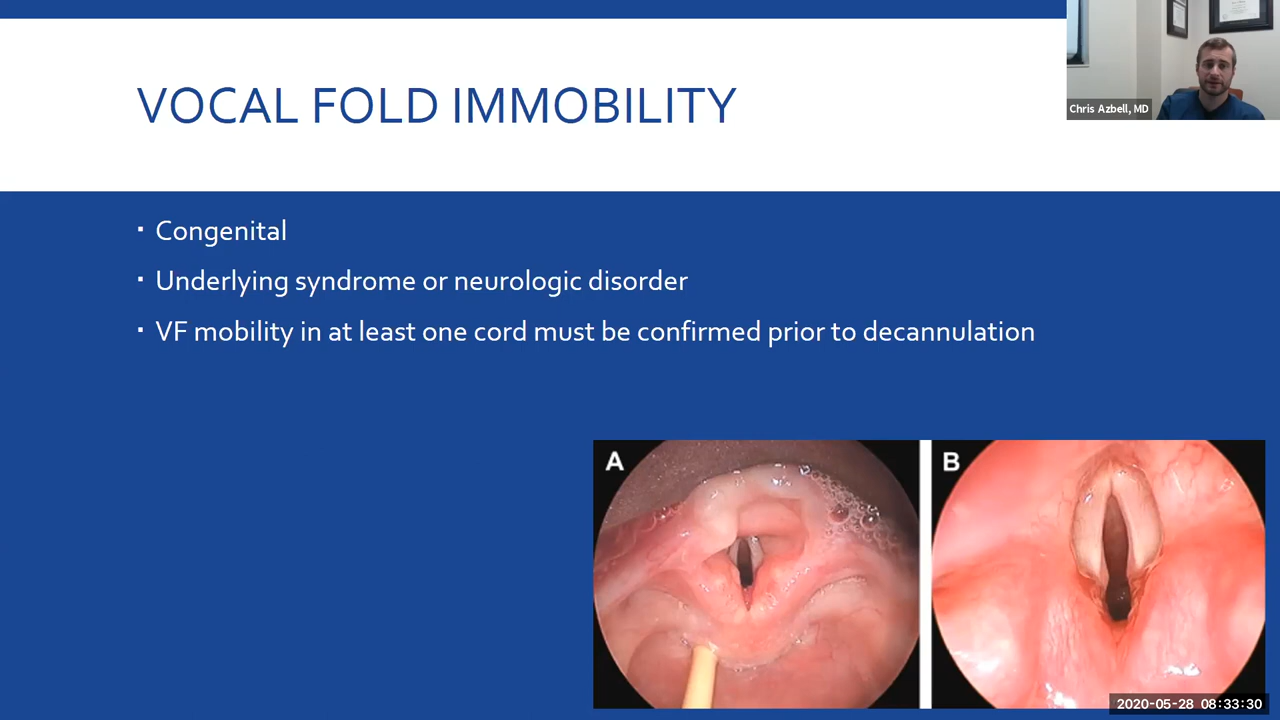 VOCAL FOLD IMMOBILITY
Chris Azbell, MD
▪ Congenital
▪ Underlying syndrome or neurologic disorder
▪ VF mobility in at least one cord must be confirmed prior to decannulation
A
B
2020-05-28 08:33:30